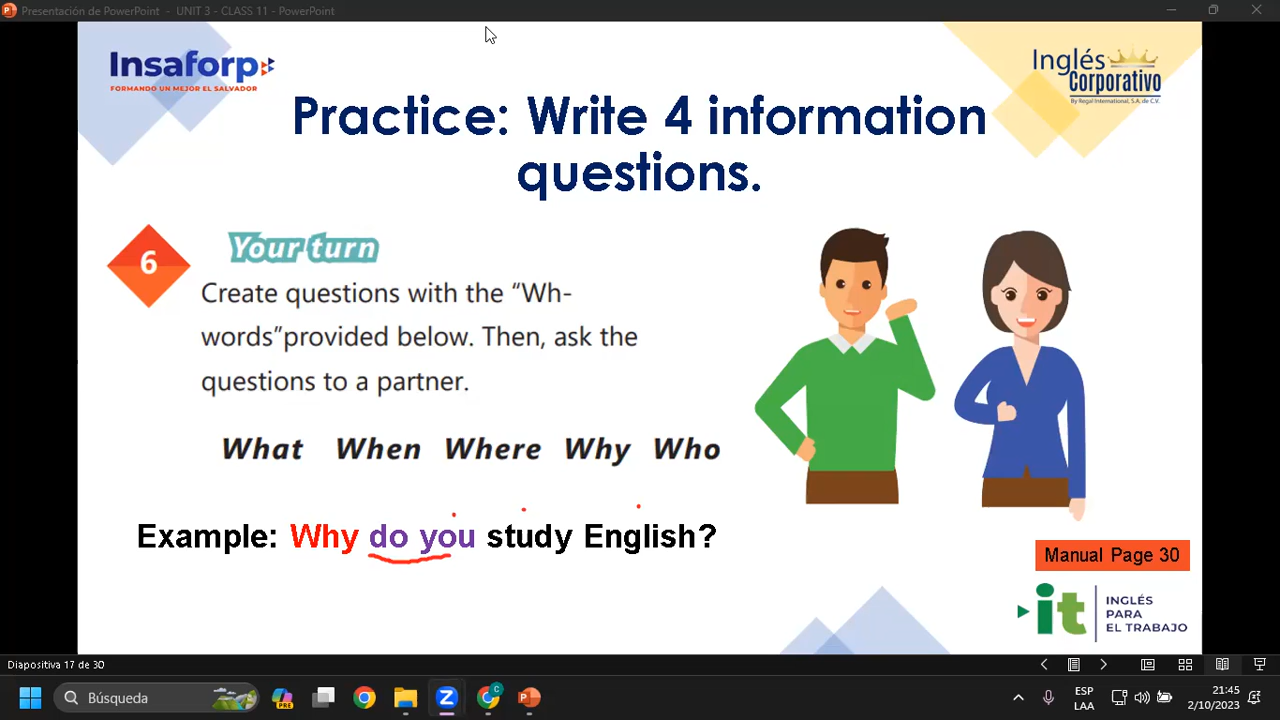 Presentación de PowerPoint - UNIT 3 - CLASS 11 - PowerPoint
Insaforp
FORMANDO UN MEJOR EL SALVADOR
Inglés
Corporativo
By Regal International, S.A. de C.V.
Practice: Write 4 information
questions.
6
Your turn
Create questions with the “Wh-
words”provided below. Then, ask the
questions to a partner.
What When Where Why Who
Example: Why do you study English?
Manual Page 30
it
INGLÉS
PARA
EL TRABAJO
Diapositiva 17 de 30
Búsqueda
PRE
C
ESP
LAA
21:45
2/10/2023